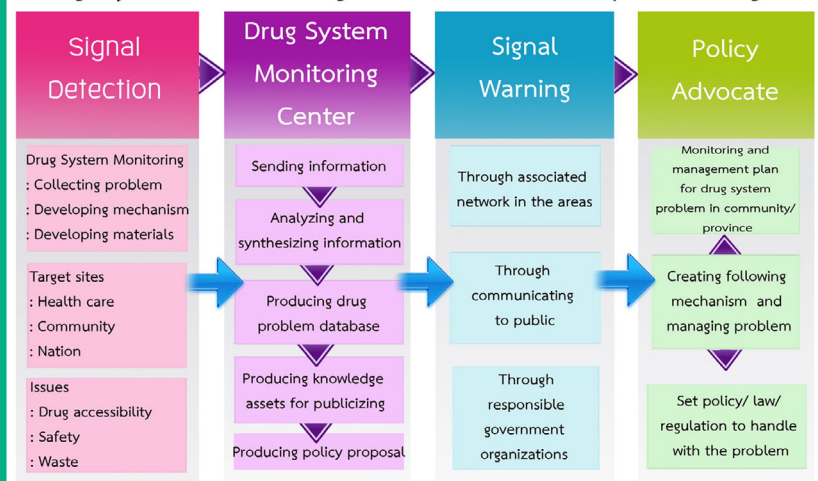 Signal
Detection
Drug System
Monitoring
Center
Signal
Warning
Policy
Advocate
Drug System Monitoring
: Collecting problem
: Developing mechanism
: Developing materials
Target sites
: Health care
: Community
: Nation
Issues
: Drug accessibility
: Safety
: Waste
Sending information
Analyzing and
synthesizing information
Producing drug
problem database
Producing knowledge
assets for publicizing
Producing policy proposal
Through associated
network in the areas
Through
communicating
to public
Through
responsible
government
organizations
Monitoring and
management plan
for drug system
problem in community/
province
Creating following
mechanism and
managing problem
Set policy/ law/
regulation to handle
with the problem